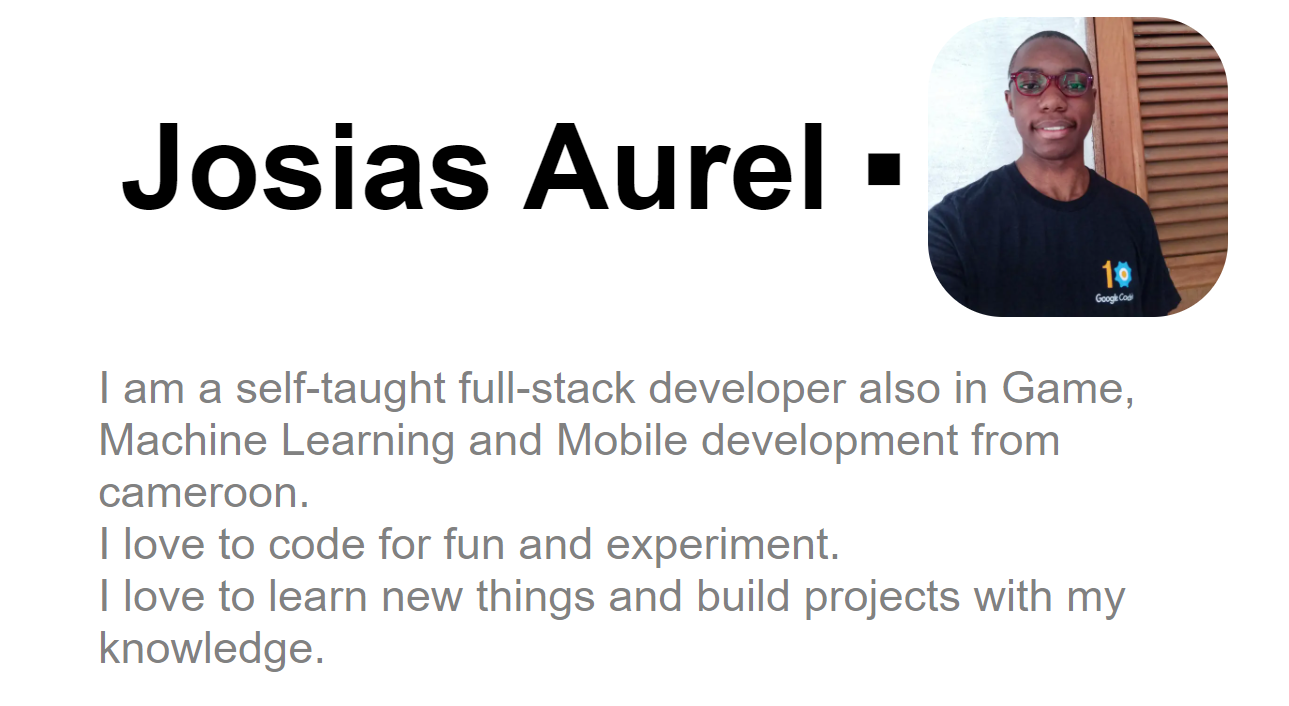 Josias Aurel ▪
10
Google Code
I am a self-taught full-stack developer also in Game,
Machine Learning and Mobile development from
cameroon.
I love to code for fun and experiment.
I love to learn new things and build projects with my
knowledge.